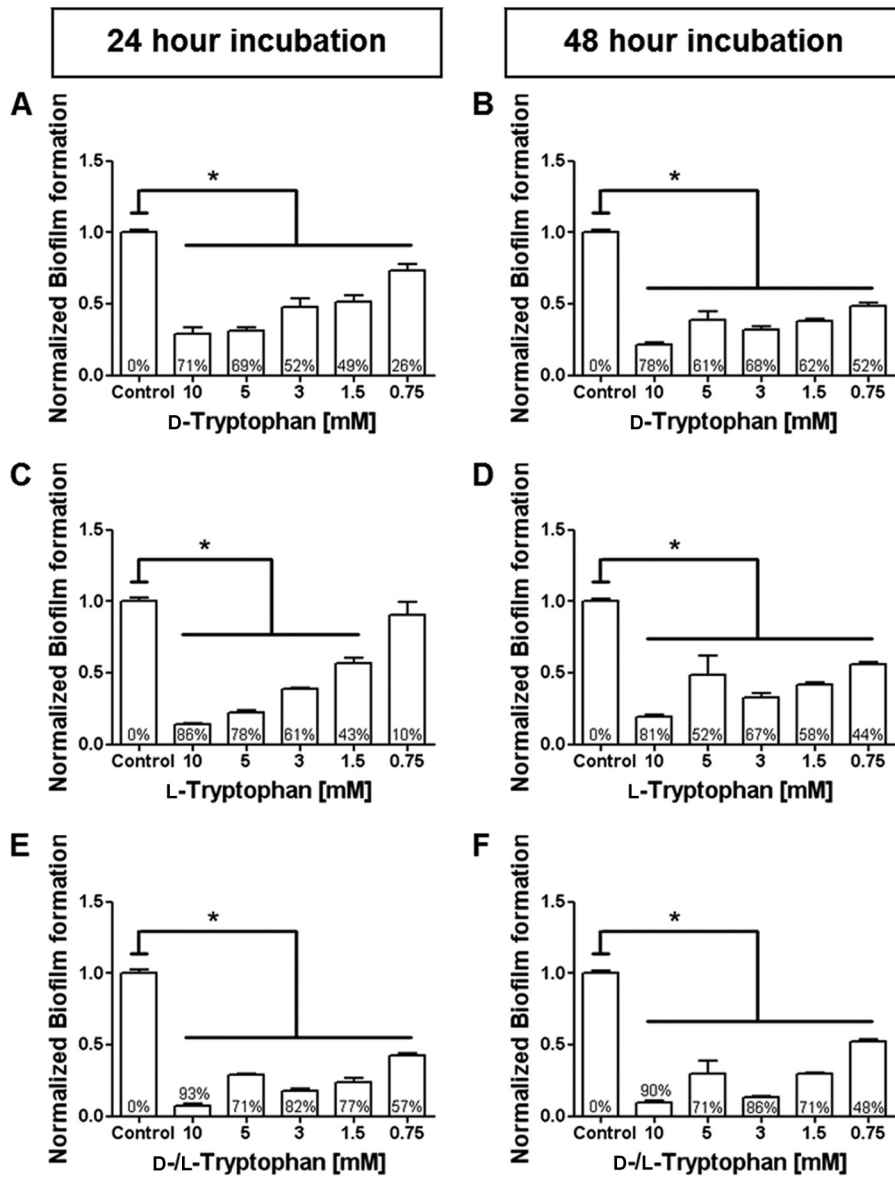 24 hour incubation
48 hour incubation
A
Normalized Biofilm formation
1.5
*
1.0
0.5
0.0
0% 71% 69% 52% 49% 26%
Control 10 5 3 1.5 0.75
D-Tryptophan [mM]
B
Normalized Biofilm formation
1.5
*
1.0
0.5
0.0
0% 78% 61% 68% 62% 52%
Control 10 5 3 1.5 0.75
D-Tryptophan [mM]
C
Normalized Biofilm formation
1.5
*
1.0
0.5
0.0
0% 86% 78% 61% 43% 10%
Control 10 5 3 1.5 0.75
L-Tryptophan [mM]
D
Normalized Biofilm formation
1.5
*
1.0
0.5
0.0
0% 81% 52% 67% 58% 44%
Control 10 5 3 1.5 0.75
L-Tryptophan [mM]
E
Normalized Biofilm formation
1.5
*
1.0
0.5
0.0
0% 93% 71% 82% 77% 57%
Control 10 5 3 1.5 0.75
D-/L-Tryptophan [mM]
F
Normalized Biofilm formation
1.5
*
1.0
0.5
0.0
0% 90% 71% 86% 71% 48%
Control 10 5 3 1.5 0.75
D-/L-Tryptophan [mM]